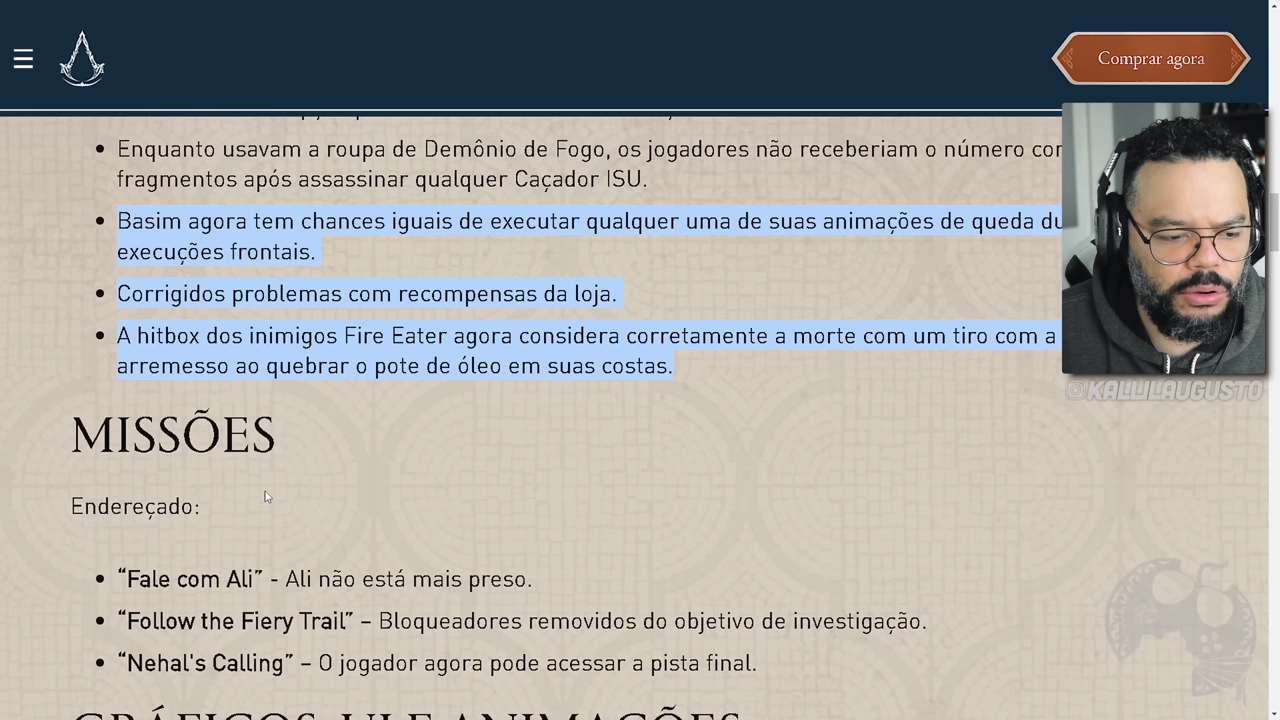 Comprar agora
Enquanto usavam a roupa de Demônio de Fogo, os jogadores não receberiam o número
fragmentos após assassinar qualquer Caçador ISU.
Basim agora tem chances iguais de executar qualquer uma de suas animações de queda
execuções frontais.
Corrigidos problemas com recompensas da loja.
A hitbox dos inimigos Fire Eater agora considera corretamente a morte com um tiro com a
arremesso ao quebrar o pote de óleo em suas costas.
@KALLILAUGUSTO
MISSÕES
Endereçado:
“Fale com Ali” - Ali não está mais preso.
“Follow the Fiery Trail” – Bloqueadores removidos do objetivo de investigação.
“Nehal's Calling” – O jogador agora pode acessar a pista final.
GRÁFICOS, UI E ANIMAÇÕES